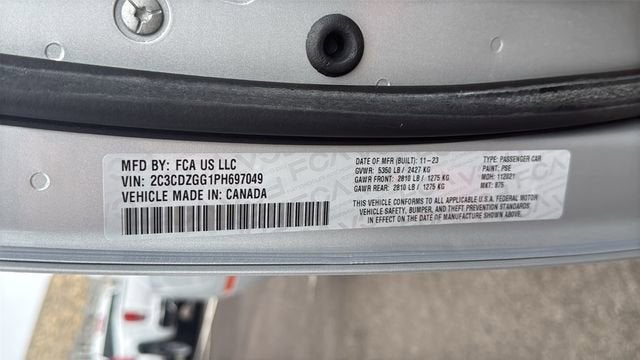 MFD BY: FCA US LLC
VIN: 2C3CDZGG1PH697049
VEHICLE MADE IN: CANADA
DATE OF MFR (BUILT): 11-23
GVWR: 5350 LB / 2427 KG
GAWR FRONT: 2810 LB / 1275 KG
GAWR REAR: 2810 LB / 1275 KG
TYPE: PASSENGER CAR
PAINT: PSE
MDH: 112021
MKT: 875
THIS VEHICLE CONFORMS TO ALL APPLICABLE U.S.A. FEDERAL MOTOR
VEHICLE SAFETY, BUMPER, AND THEFT PREVENTION STANDARDS
IN EFFECT ON THE DATE OF MANUFACTURE SHOWN ABOVE.